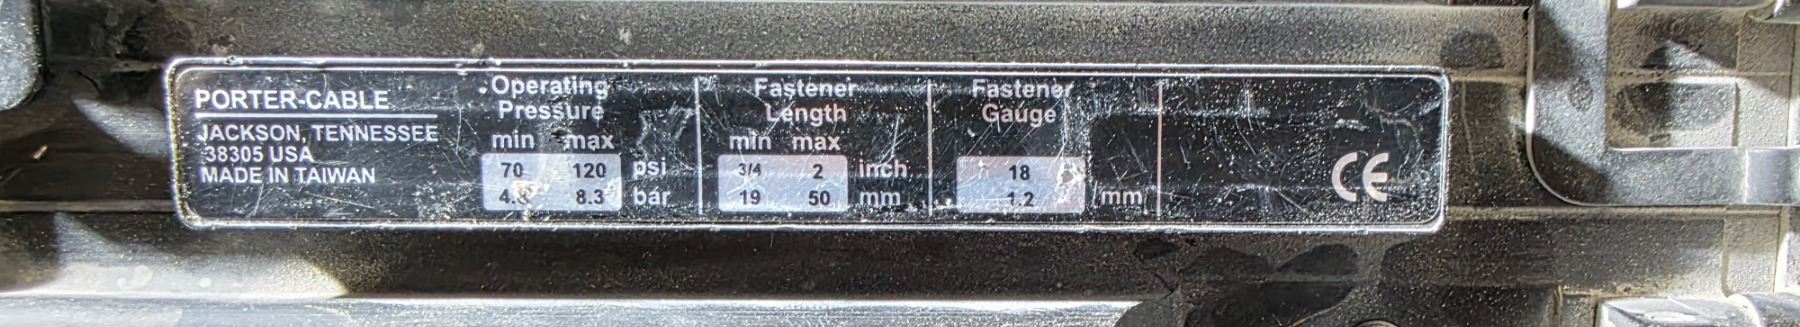 PORTER-CABLE
JACKSON, TENNESSEE
38305 USA
MADE IN TAIWAN
Operating
Pressure
min max
70 120 psi
8.3 bar
Fastener
Length
min max
3/4 2 inch
19 50 mm
Fastener
Gauge
18
1.2 mm
CE